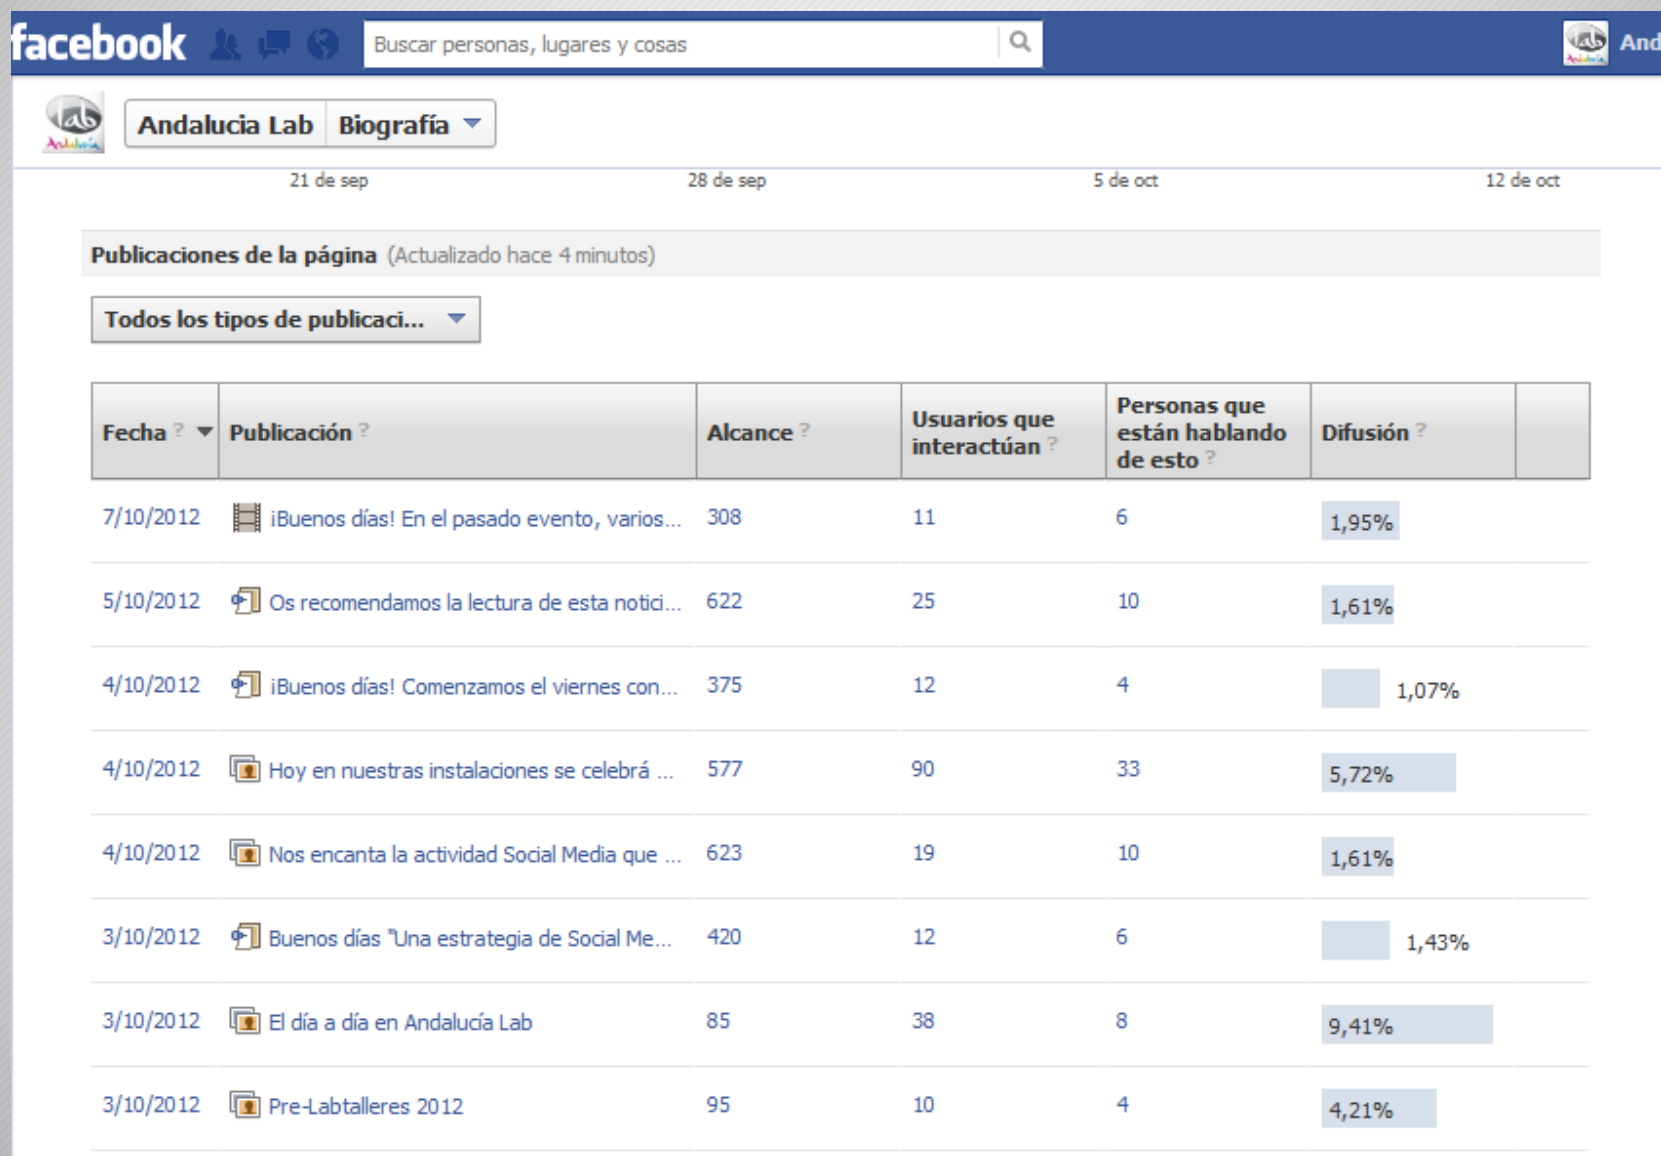 facebook Buscar personas, lugares y cosas lab Andalucía And
lab Andalucía Andalucia Lab Biografía
21 de sep 28 de sep 5 de oct 12 de oct
Publicaciones de la página (Actualizado hace 4 minutos)
Todos los tipos de publicaci...
Fecha ? Publicación ? Alcance ? Usuarios que interactúan ? Personas que están hablando de esto ? Difusión ?
7/10/2012 ¡Buenos días! En el pasado evento, varios... 308 11 6 1,95%
5/10/2012 Os recomendamos la lectura de esta notici... 622 25 10 1,61%
4/10/2012 ¡Buenos días! Comenzamos el viernes con... 375 12 4 1,07%
4/10/2012 Hoy en nuestras instalaciones se celebrá ... 577 90 33 5,72%
4/10/2012 Nos encanta la actividad Social Media que ... 623 19 10 1,61%
3/10/2012 Buenos días "Una estrategia de Social Me... 420 12 6 1,43%
3/10/2012 El día a día en Andalucía Lab 85 38 8 9,41%
3/10/2012 Pre-Labtalleres 2012 95 10 4 4,21%